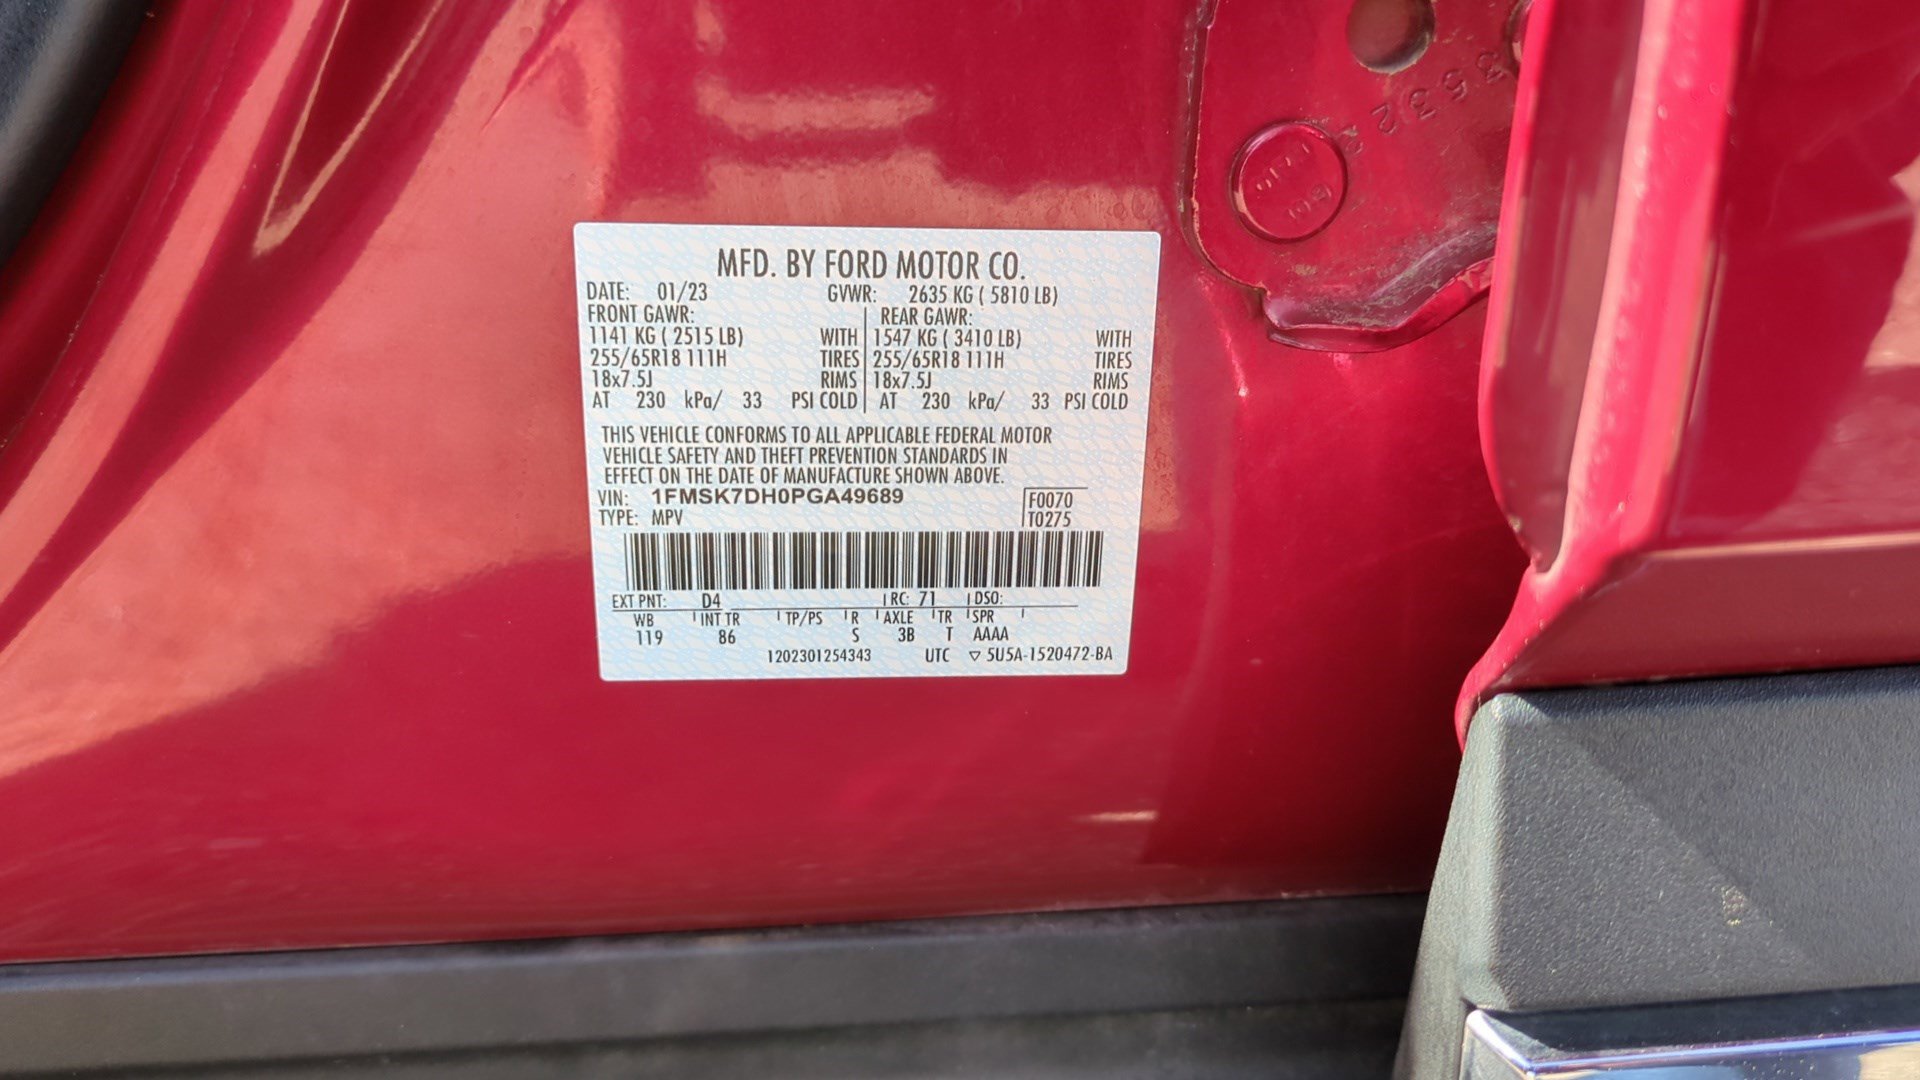 MFD. BY FORD MOTOR CO.
DATE: 01/23 GVWR: 2635 KG ( 5810 LB)
FRONT GAWR: REAR GAWR:
1141 KG ( 2515 LB) WITH 1547 KG ( 3410 LB) WITH
255/65R18 111H TIRES 255/65R18 111H TIRES
18x7.5J RIMS 18x7.5J RIMS
AT 230 kPa/ 33 PSI COLD AT 230 kPa/ 33 PSI COLD
THIS VEHICLE CONFORMS TO ALL APPLICABLE FEDERAL MOTOR
VEHICLE SAFETY AND THEFT PREVENTION STANDARDS IN
EFFECT ON THE DATE OF MANUFACTURE SHOWN ABOVE.
VIN: 1FMSK7DH0PGA49689 F0070
TYPE: MPV T0275
EXT PNT: D4 RC: 71 DSO:
WB INT TR TP/PS R AXLE TR SPR
119 86 S 3B T AAAA
1202301254343 UTC ▽ 5U5A-1520472-BA